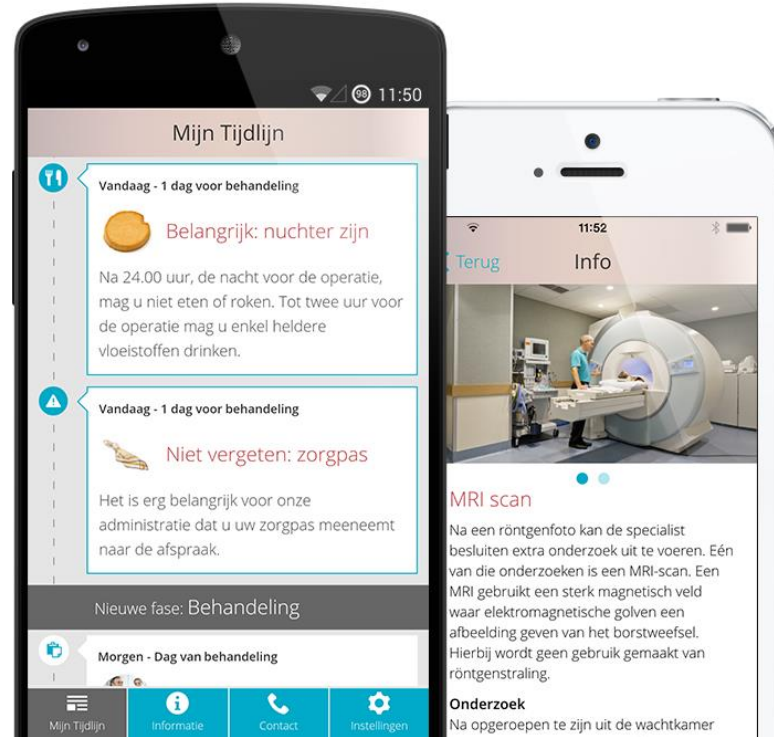 98 11:50
Mijn Tijdlijn
Vandaag - 1 dag voor behandeling
Belangrijk: nuchter zijn
Na 24.00 uur, de nacht voor de operatie,
mag u niet eten of roken. Tot twee uur voor
de operatie mag u enkel heldere
vloeistoffen drinken.
Vandaag - 1 dag voor behandeling
Niet vergeten: zorgpas
Het is erg belangrijk voor onze
administratie dat u uw zorgpas meeneemt
naar de afspraak.
Nieuwe fase: Behandeling
Morgen - Dag van behandeling
Mijn Tijdlijn
Informatie
Contact
Instellingen
11:52
Terug
Info
MRI scan
Na een röntgenfoto kan de specialist
besluiten extra onderzoek uit te voeren. Eén
van die onderzoeken is een MRI-scan. Een
MRI gebruikt een sterk magnetisch veld
waar elektromagnetische golven een
afbeelding geven van het borstweefsel.
Hierbij wordt geen gebruik gemaakt van
röntgenstraling.
Onderzoek
Na opgeroepen te zijn uit de wachtkamer